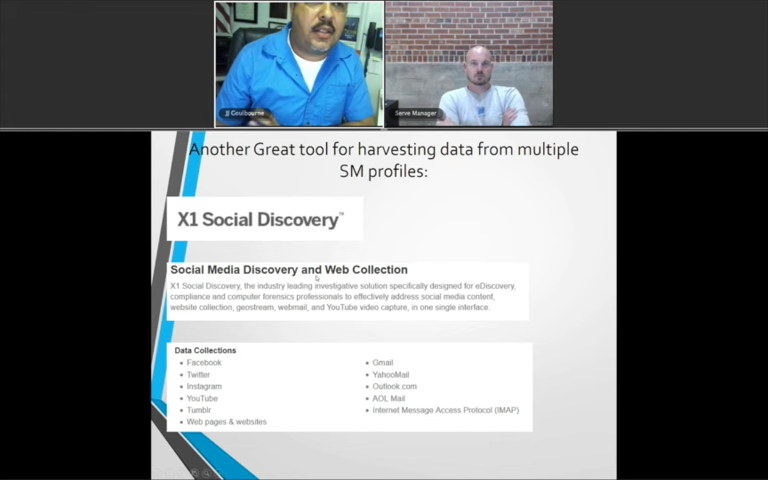 JJ Coulbourne
Serve Manager
Another Great tool for harvesting data from multiple
SM profiles:
X1 Social Discovery™
Social Media Discovery and Web Collection
X1 Social Discovery, the industry leading investigative solution specifically designed for eDiscovery,
compliance and computer forensics professionals to effectively address social media content,
website collection, geostream, webmail, and YouTube video capture, in one single interface.
Data Collections
• Facebook
• Twitter
• Instagram
• YouTube
• Tumblr
• Web pages & websites
• Gmail
• YahooMail
• Outlook.com
• AOL Mail
• Internet Message Access Protocol (IMAP)